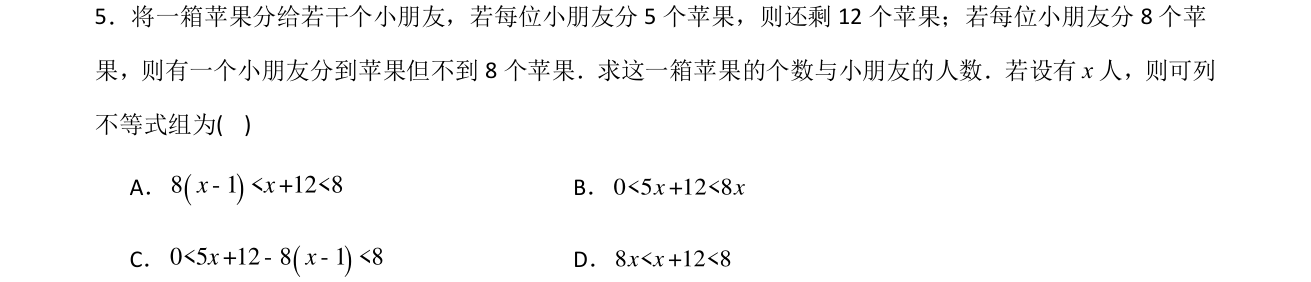 5．将一箱苹果分给若干个小朋友，若每位小朋友分 5 个苹果，则还剩 12 个苹果；若每位小朋友分 8 个苹
果，则有一个小朋友分到苹果但不到 8 个苹果．求这一箱苹果的个数与小朋友的人数．若设有 x 人，则可列
不等式组为(   )
A． 8(x-1)<x+12<8    B． 0<5x+12<8x
C． 0<5x+12-8(x-1)<8    D． 8x<x+12<8